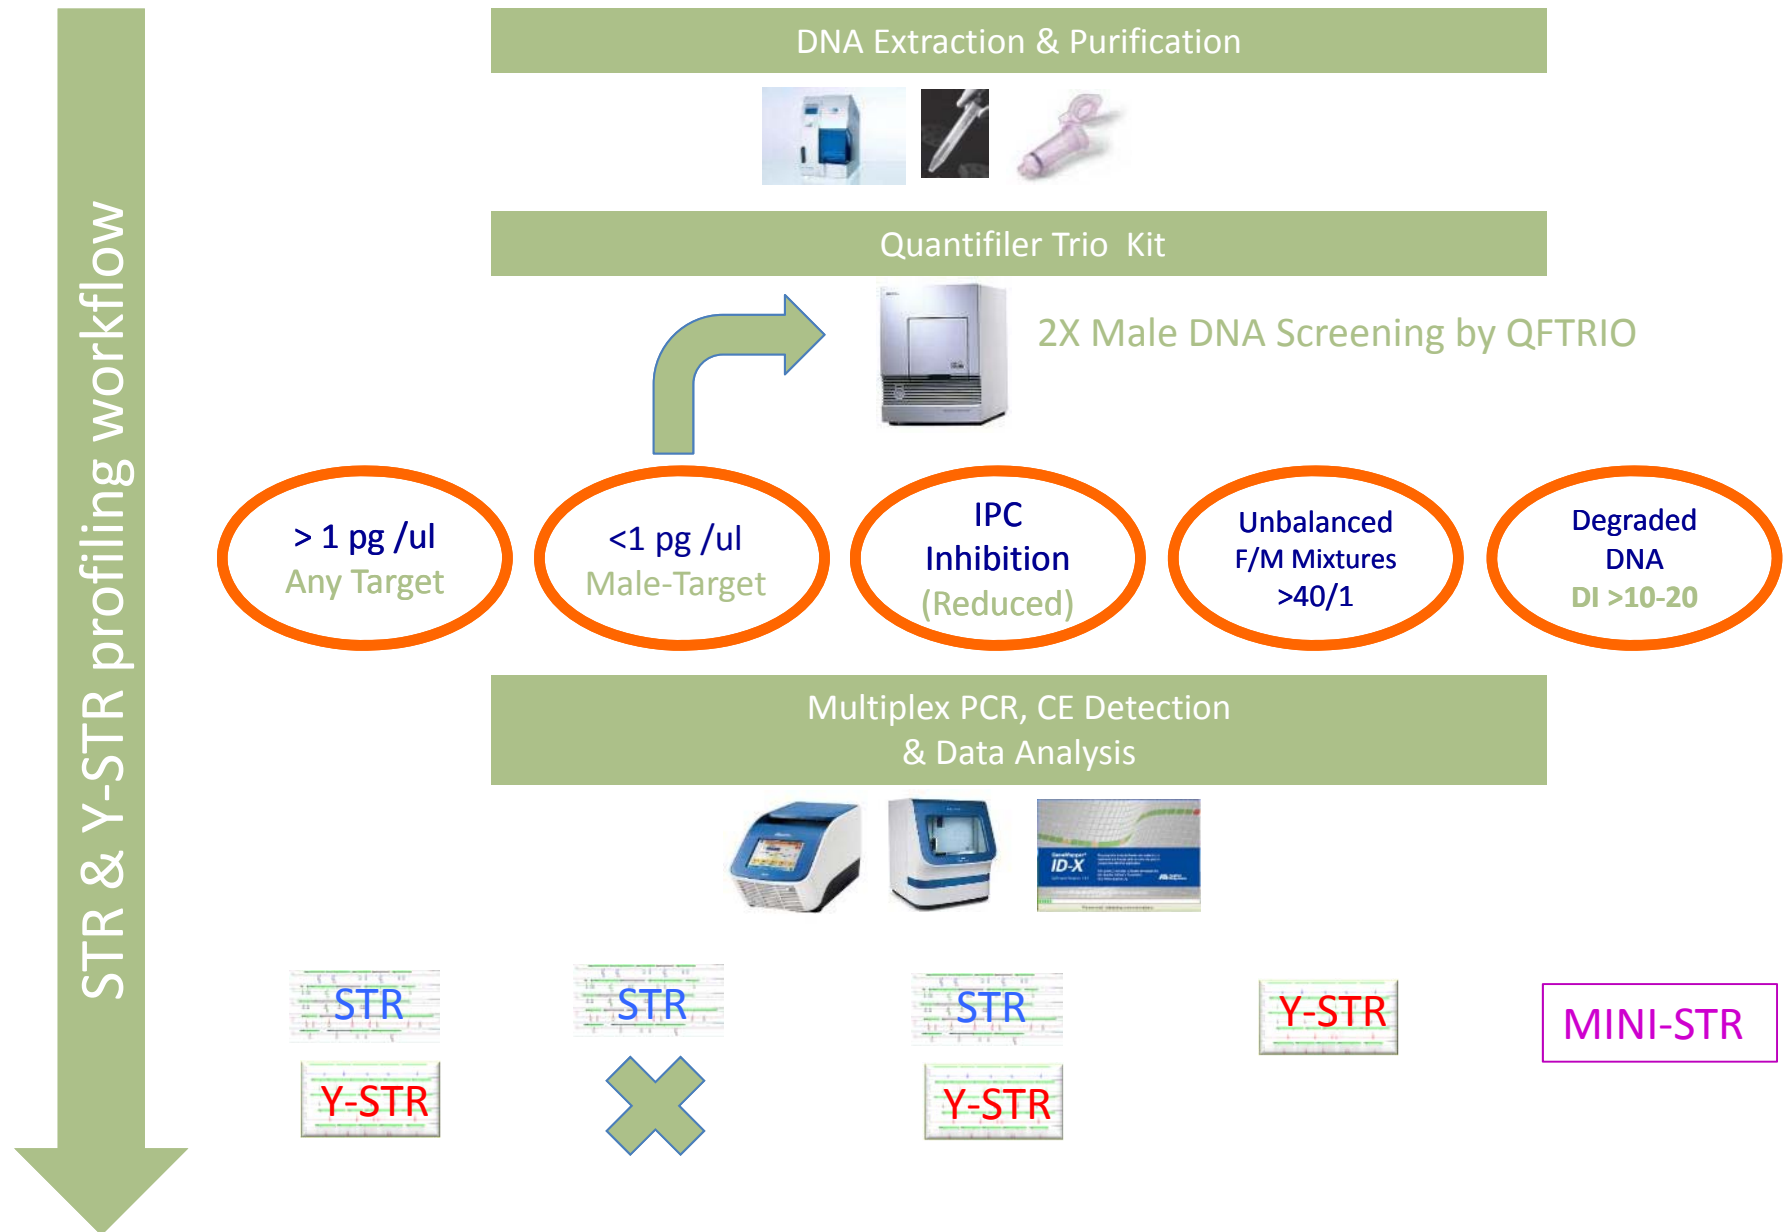 STR & Y-STR profiling workflow
DNA Extraction & Purification
Quantifiler Trio Kit
2X Male DNA Screening by QFTRIO
> 1 pg /ul
Any Target
<1 pg /ul
Male-Target
IPC
Inhibition
(Reduced)
Unbalanced
F/M Mixtures
>40/1
Degraded
DNA
DI >10-20
Multiplex PCR, CE Detection
& Data Analysis
GeneMapper
ID-X
STR
STR
STR
Y-STR
MINI-STR
Y-STR
Y-STR